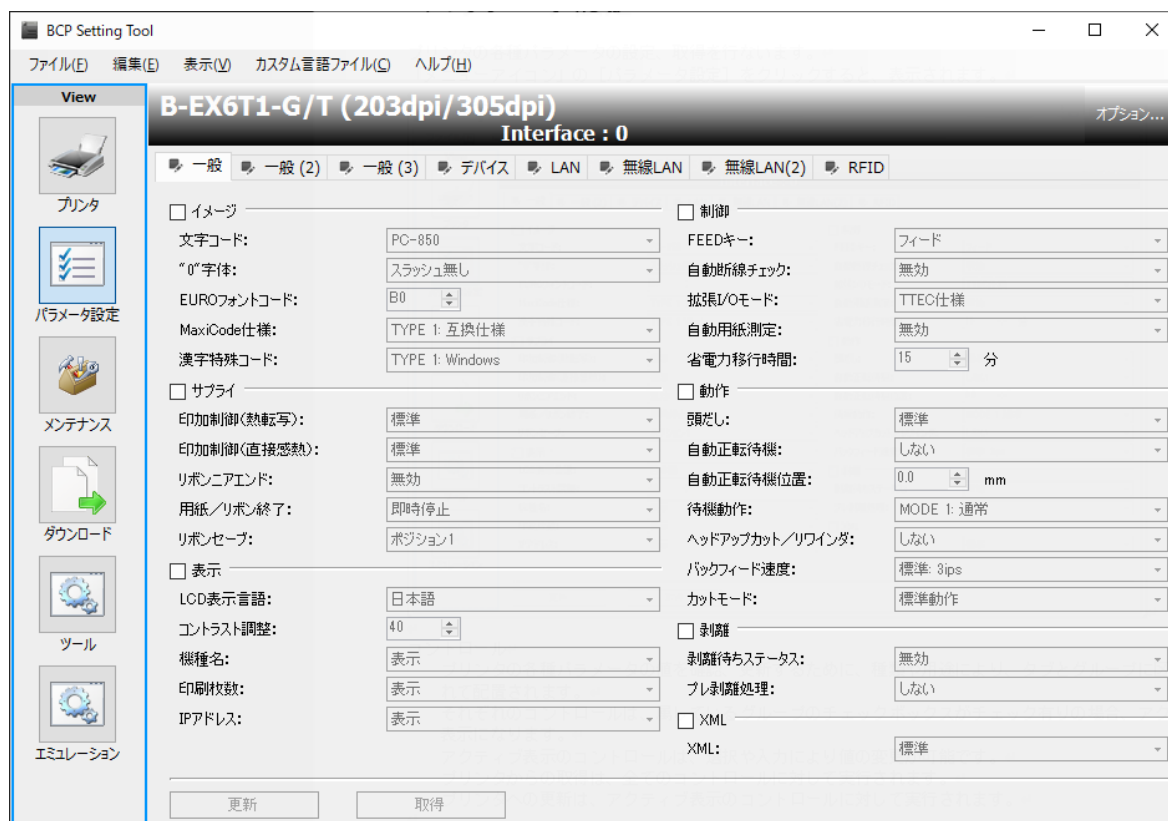 BCP Setting Tool
ファイル(F) 編集(E) 表示(V) カスタム言語ファイル(C) ヘルプ(H)
View
プリンタ
パラメータ設定
メンテナンス
ダウンロード
ツール
エミュレーション
B-EX6T1-G/T (203dpi/305dpi)
Interface : 0
オプション...
一般 一般 (2) 一般 (3) デバイス LAN 無線LAN 無線LAN(2) RFID
イメージ
文字コード: PC-850
"0"字体: スラッシュ無し
EUROフォントコード: B0
MaxiCode仕様: TYPE 1: 互換仕様
漢字特殊コード: TYPE 1: Windows
サプライ
印加制御(熱転写): 標準
印加制御(直接感熱): 標準
リボンニアエンド: 無効
用紙／リボン終了: 即時停止
リボンセーブ: ポジション1
表示
LCD表示言語: 日本語
コントラスト調整: 40
機種名: 表示
印刷枚数: 表示
IPアドレス: 表示
制御
FEEDキー: フィード
自動断線チェック: 無効
拡張I/Oモード: TTEC仕様
自動用紙測定: 無効
省電力移行時間: 15 分
動作
頭だし: 標準
自動正転待機: しない
自動正転待機位置: 0.0 mm
待機動作: MODE 1: 通常
ヘッドアップカット／リワインダ: しない
バックフィード速度: 標準: 3ips
カットモード: 標準動作
剥離
剥離待ちステータス: 無効
プレ剥離処理: しない
XML
XML: 標準
更新 取得